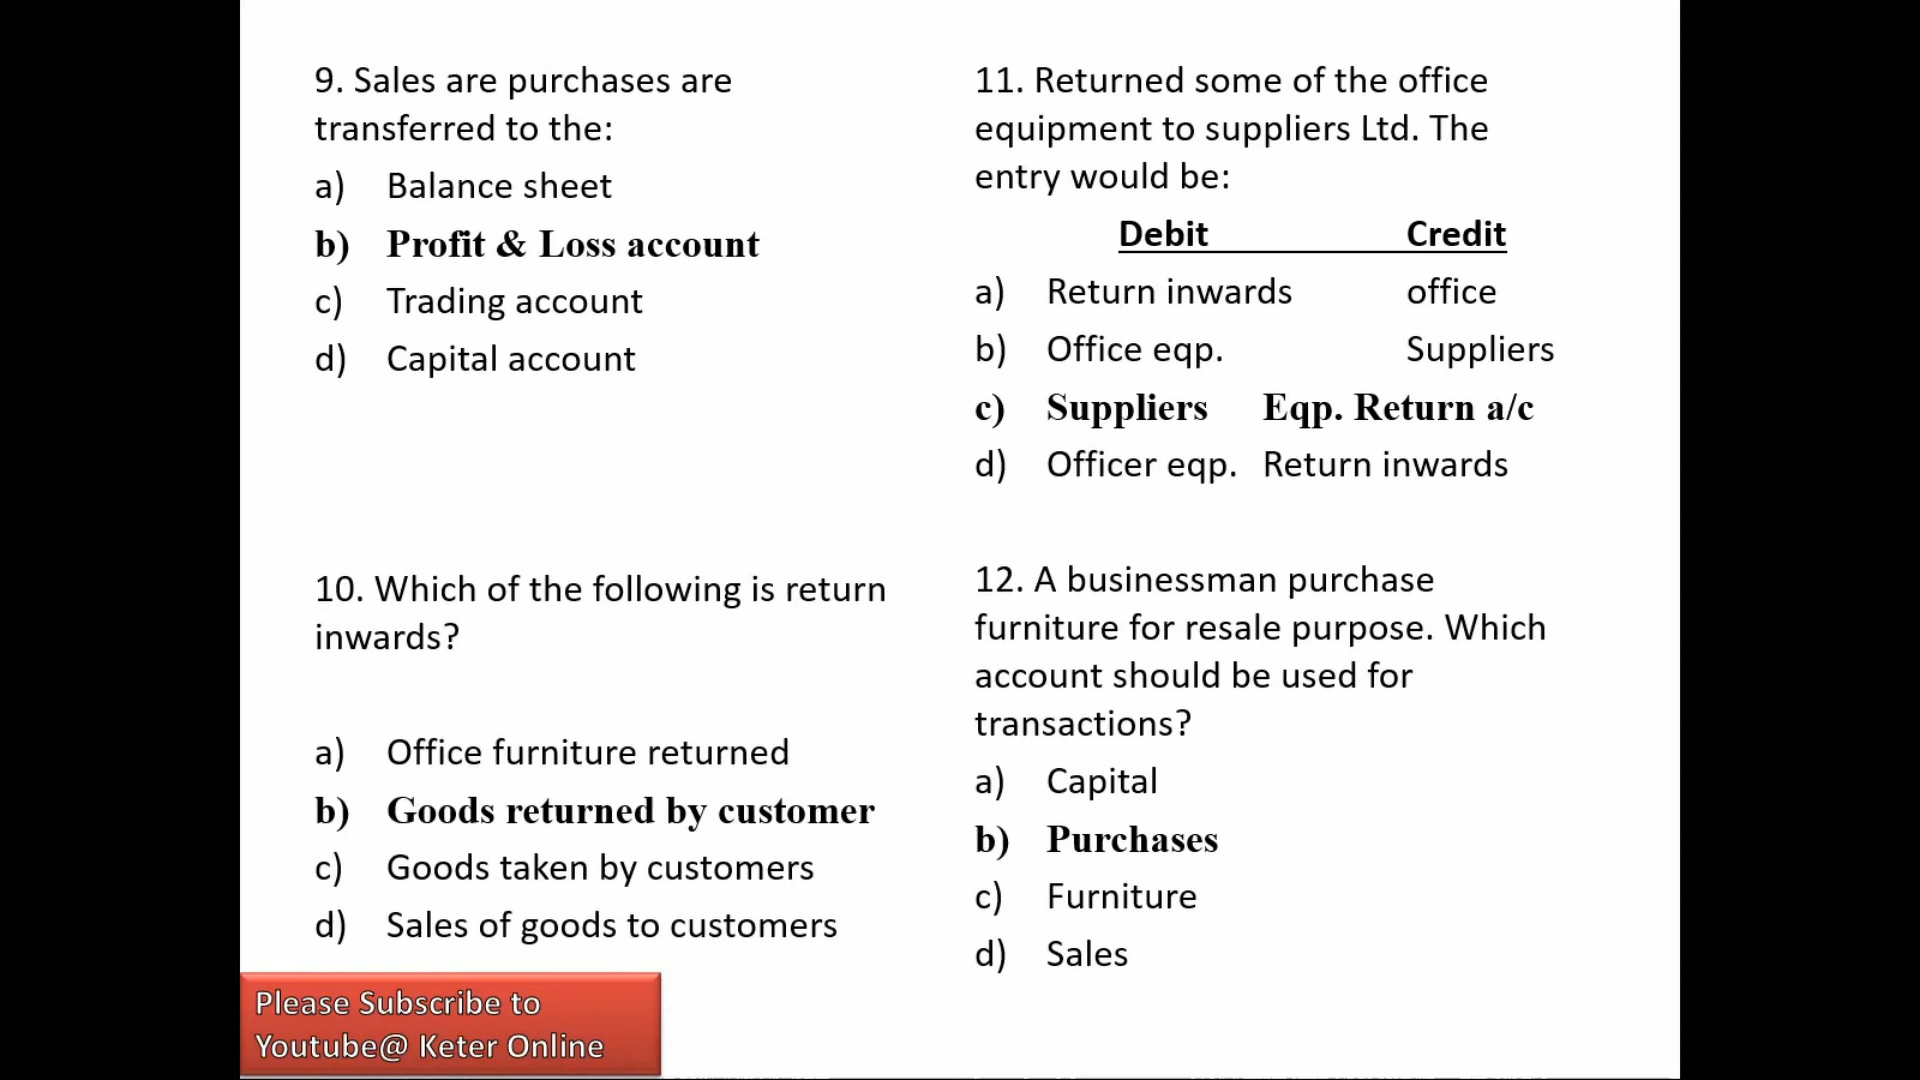 9. Sales are purchases are
transferred to the:
a) Balance sheet
b) Profit & Loss account
c) Trading account
d) Capital account
10. Which of the following is return
inwards?
a) Office furniture returned
b) Goods returned by customer
c) Goods taken by customers
d) Sales of goods to customers
11. Returned some of the office
equipment to suppliers Ltd. The
entry would be:
Debit Credit
a) Return inwards office
b) Office eqp. Suppliers
c) Suppliers Eqp. Return a/c
d) Officer eqp. Return inwards
12. A businessman purchase
furniture for resale purpose. Which
account should be used for
transactions?
a) Capital
b) Purchases
c) Furniture
d) Sales
Please Subscribe to
Youtube@ Keter Online